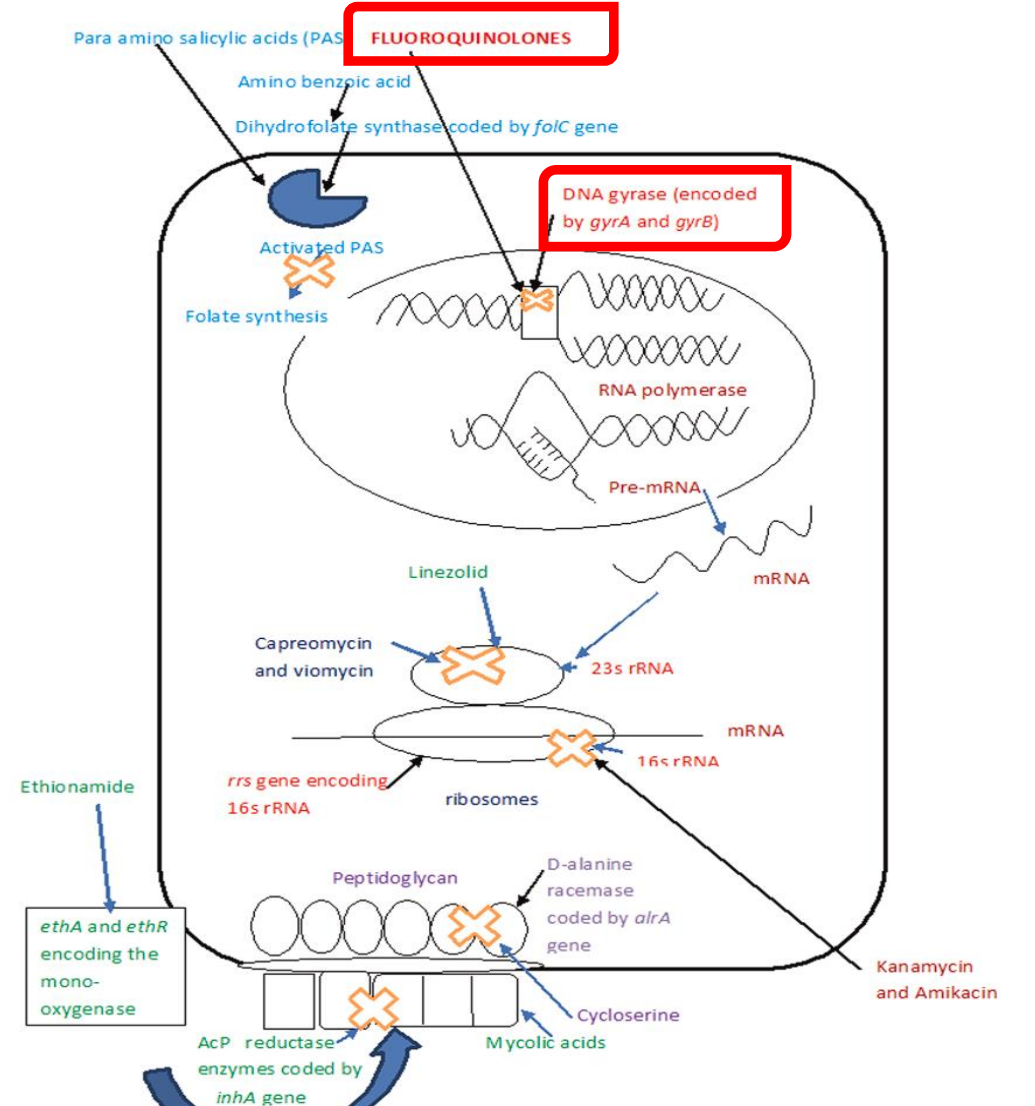 Para amino salicylic acids (PAS
FLUOROQUINOLONES
Amino benzoic acid
Dihydrofolate synthase coded by folC gene
DNA gyrase (encoded
by gyrA and gyrB)
Activated PAS
Folate synthesis
RNA polymerase
Pre-mRNA
mRNA
Linezolid
Capreomycin
and viomycin
23s rRNA
mRNA
16s rRNA
rrs gene encoding
16s rRNA
ribosomes
Ethionamide
ethA and ethR
encoding the
mono-
oxygenase
Peptidoglycan
D-alanine
racemase
coded by alrA
gene
Kanamycin
and Amikacin
Cycloserine
Mycolic acids
AcP reductase
enzymes coded by
inhA gene